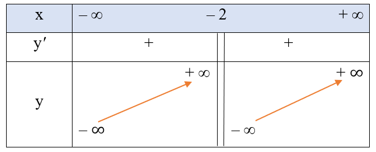 x – ∞ – 2 + ∞
y′ + +
+ ∞ + ∞
y
– ∞ – ∞